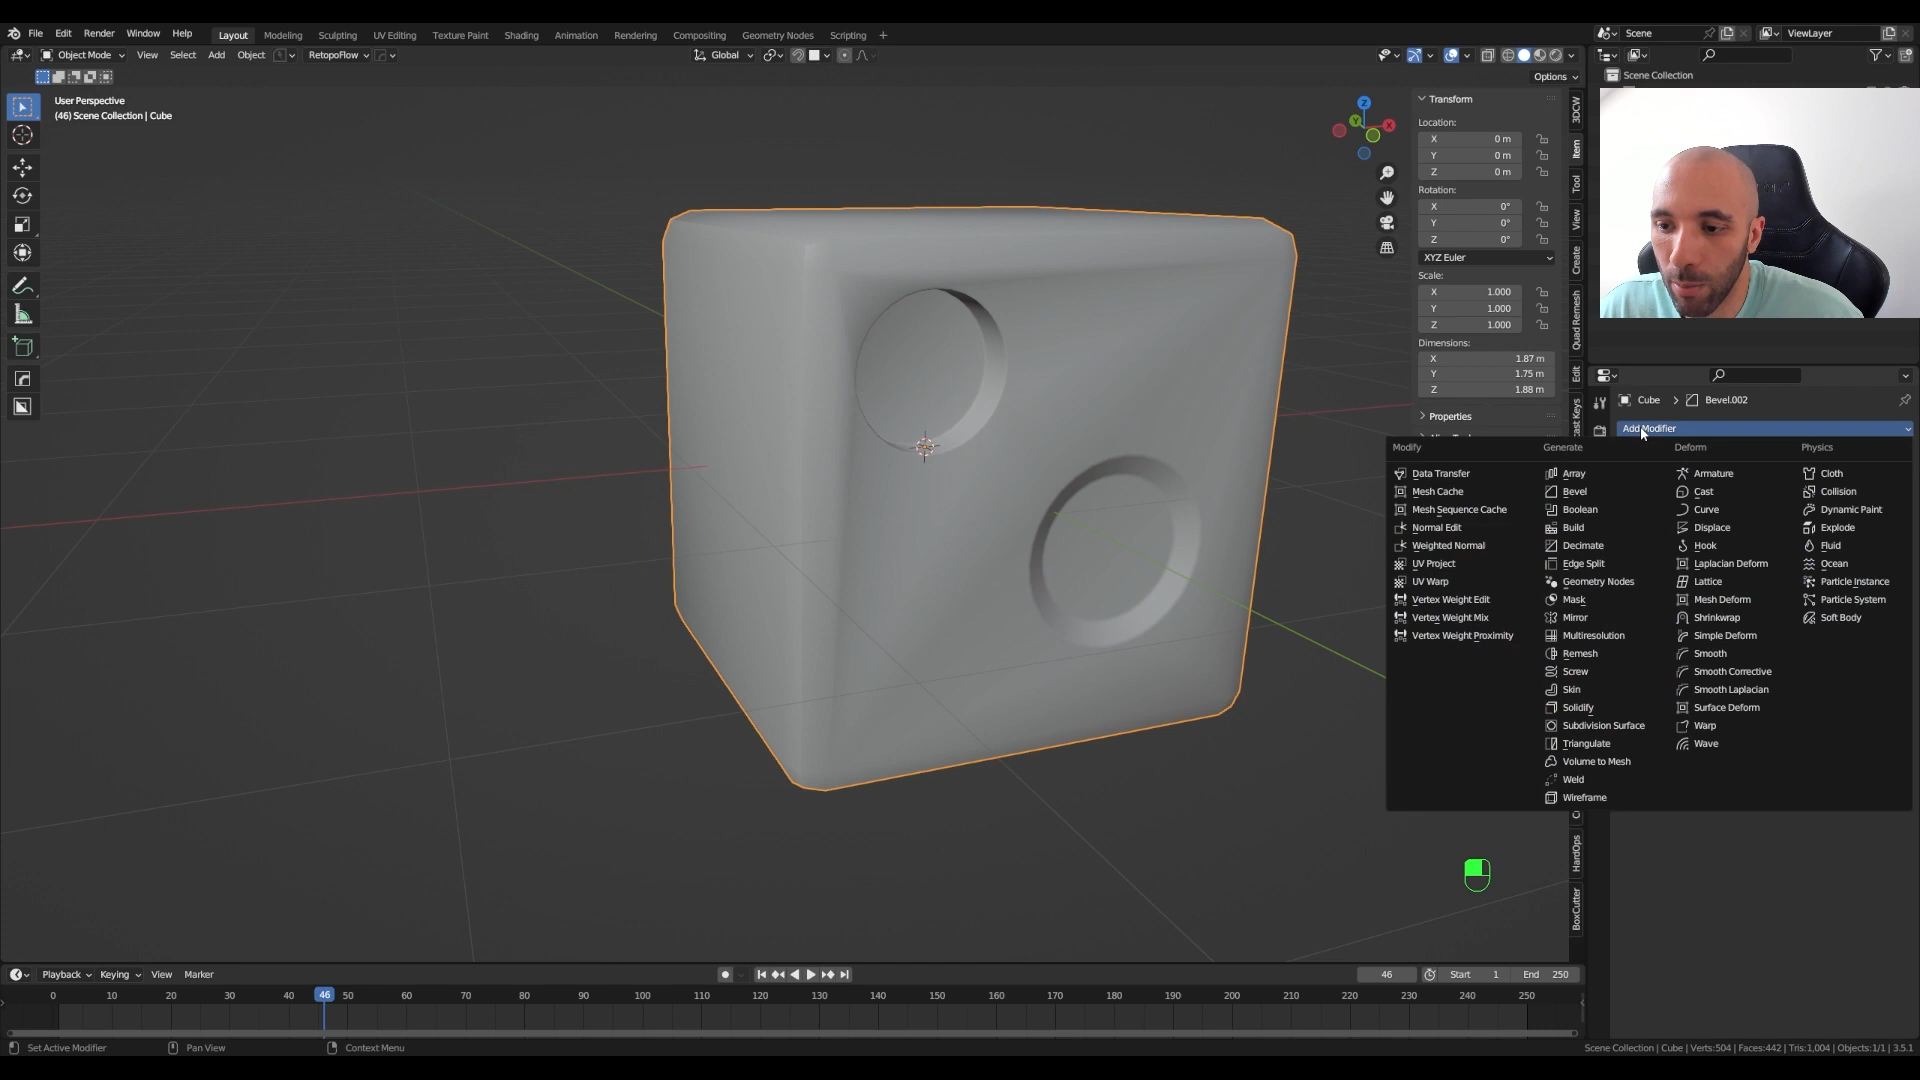 File Edit Render Window Help Layout Modeling Sculpting UV Editing Texture Paint Shading Animation Rendering Compositing Geometry Nodes Scripting + Scene ViewLayer
Object Mode View Select Add Object RetopoFlow Global
Options
Scene Collection
User Perspective
(46) Scene Collection | Cube
Z
Y
X
Transform
Location:
X 0 m
Y 0 m
Z 0 m
Rotation:
X 0°
Y 0°
Z 0°
XYZ Euler
Scale:
X 1.000
Y 1.000
Z 1.000
Dimensions:
X 1.87 m
Y 1.75 m
Z 1.88 m
Properties
3DCW
Item
Tool
View
Create
Quad Remesh
Edit
HardOps
BoxCutter
Cube > Bevel.002
Add Modifier
Modify
Data Transfer
Mesh Cache
Mesh Sequence Cache
Normal Edit
Weighted Normal
UV Project
UV Warp
Vertex Weight Edit
Vertex Weight Mix
Vertex Weight Proximity
Generate
Array
Bevel
Boolean
Build
Decimate
Edge Split
Geometry Nodes
Mask
Mirror
Multiresolution
Remesh
Screw
Skin
Solidify
Subdivision Surface
Triangulate
Volume to Mesh
Weld
Wireframe
Deform
Armature
Cast
Curve
Displace
Hook
Laplacian Deform
Lattice
Mesh Deform
Shrinkwrap
Simple Deform
Smooth
Smooth Corrective
Smooth Laplacian
Surface Deform
Warp
Wave
Physics
Cloth
Collision
Dynamic Paint
Explode
Fluid
Ocean
Particle Instance
Particle System
Soft Body
Playback Keying View Marker 46 Start 1 End 250
0 10 20 30 40 46 50 60 70 80 90 100 110 120 130 140 150 160 170 180 190 200 210 220 230 240 250
Set Active Modifier Pan View Context Menu Scene Collection | Cube | Verts:504 | Faces:442 | Tris:1,004 | Objects:1/1 | 3.5.1